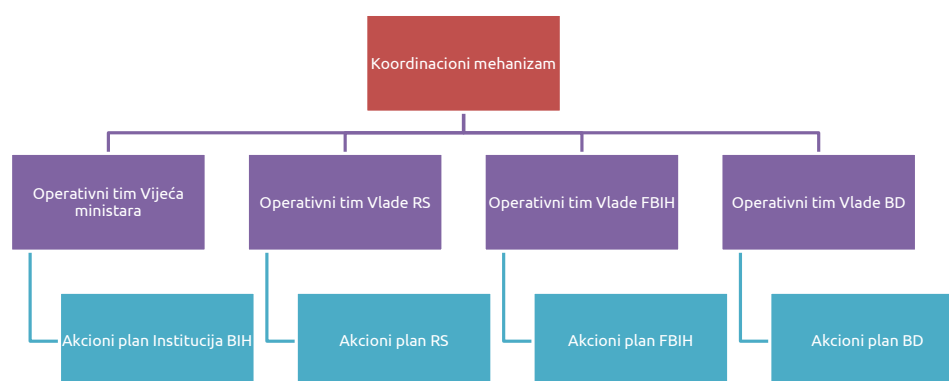 Koordinacioni mehanizam
Operativni tim Vijeća
ministara
Operativni tim Vlade RS
Operativni tim Vlade FBIH
Operativni tim Vlade BD
Akcioni plan Institucija BIH
Akcioni plan RS
Akcioni plan FBIH
Akcioni plan BD